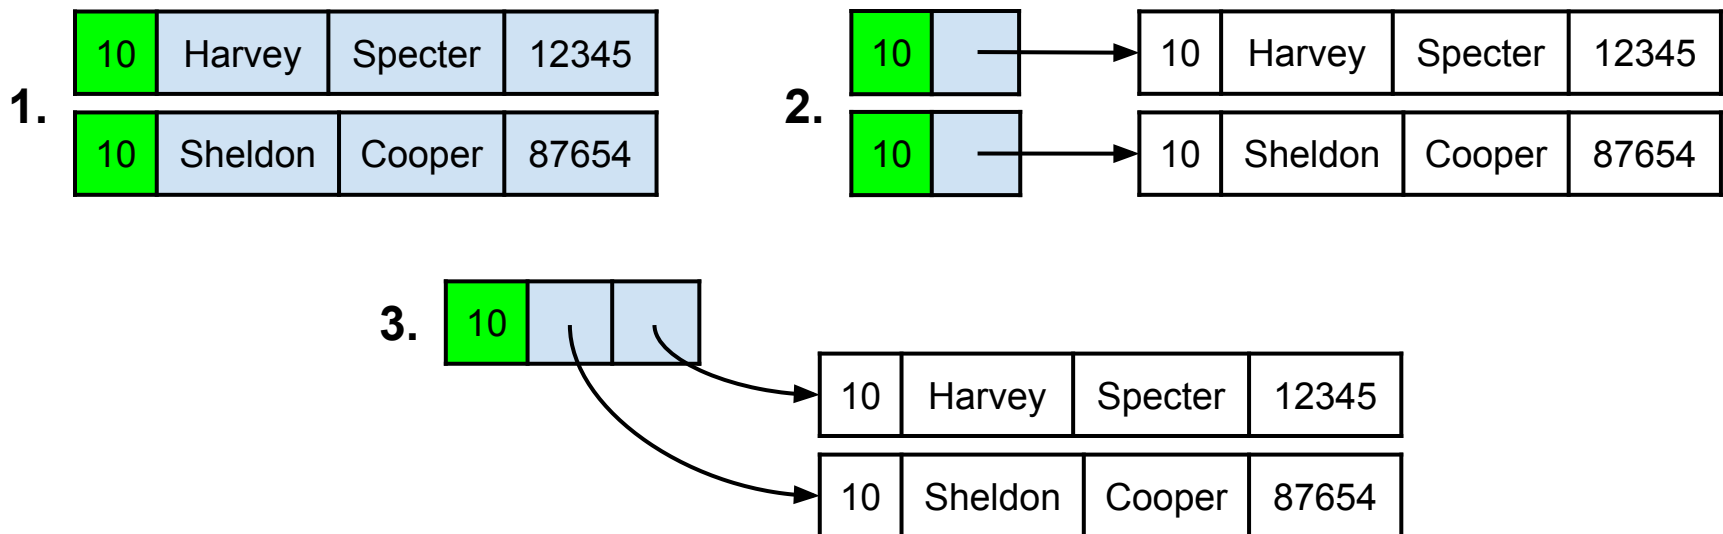 1.
10 Harvey Specter 12345
10 Sheldon Cooper 87654
2.
10 10 Harvey Specter 12345
10 10 Sheldon Cooper 87654
3.
10
10 Harvey Specter 12345
10 Sheldon Cooper 87654